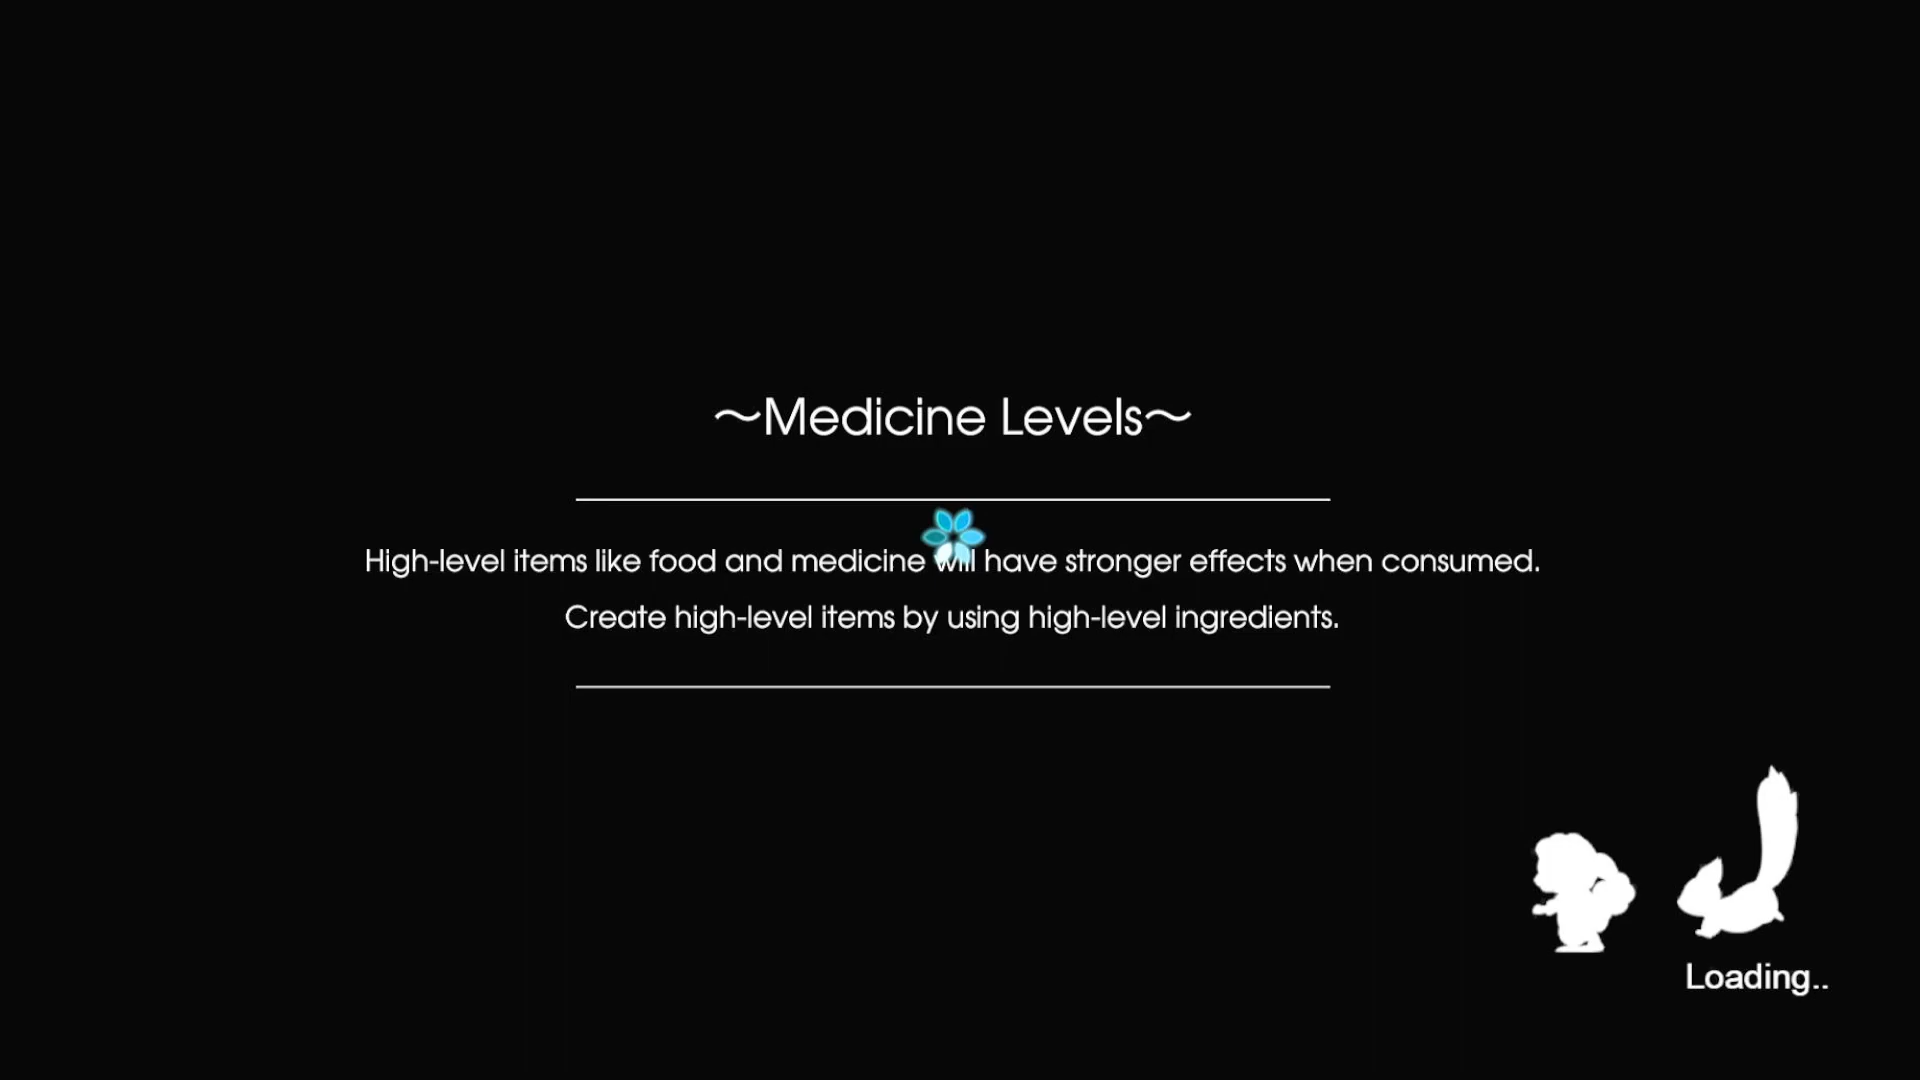 ～Medicine Levels～
High-level items like food and medicine will have stronger effects when consumed.
Create high-level items by using high-level ingredients.
Loading..